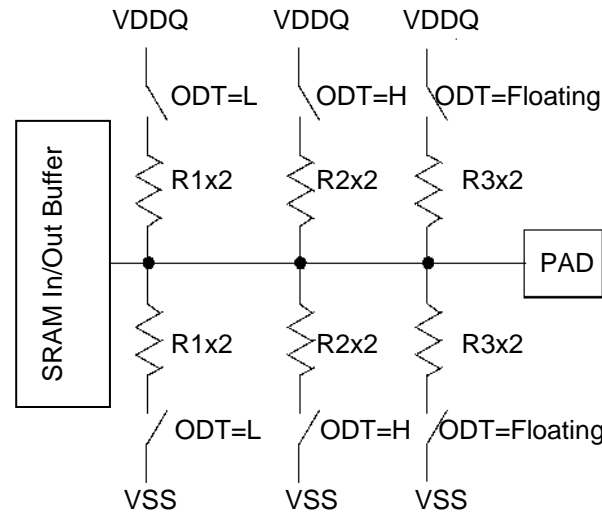 VDDQ VDDQ VDDQ
ODT=L ODT=H ODT=Floating
R1x2 R2x2 R3x2
SRAM In/Out Buffer
PAD
R1x2 R2x2 R3x2
ODT=L ODT=H ODT=Floating
VSS VSS VSS